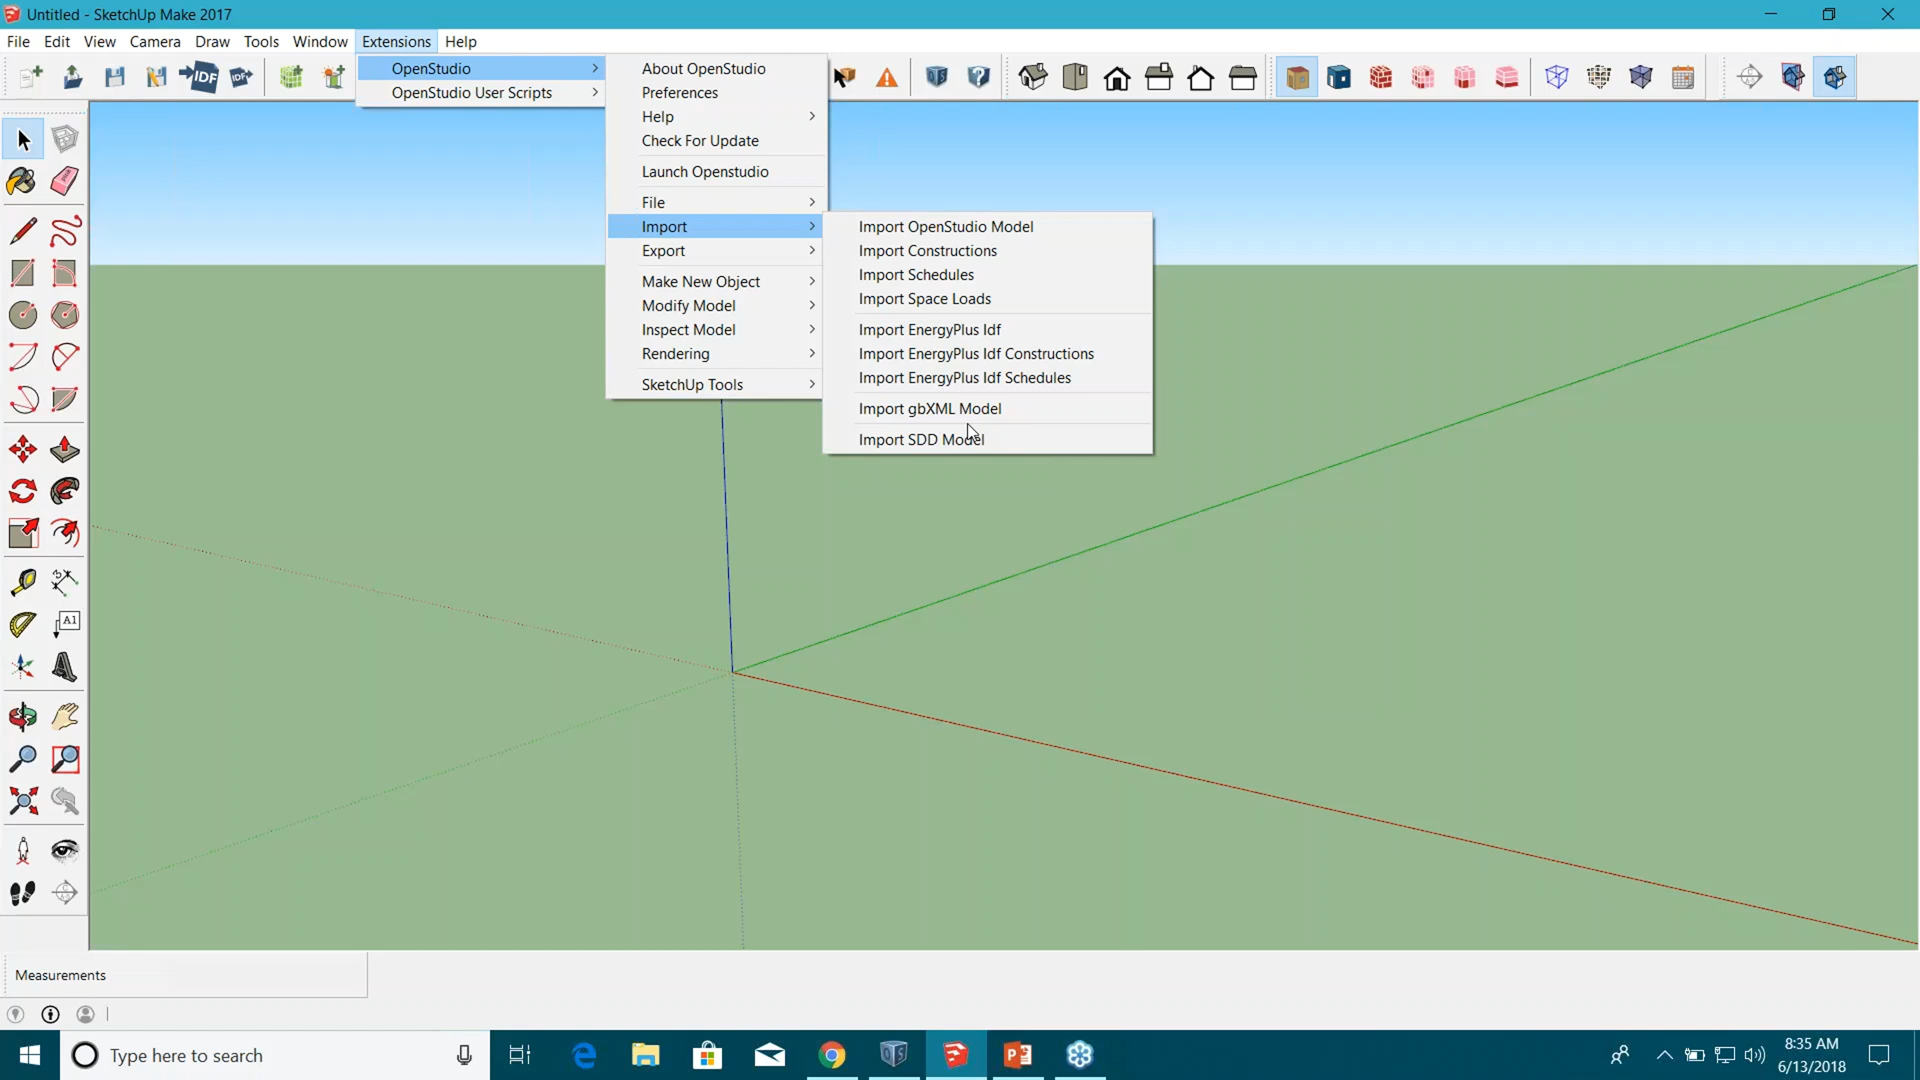 Untitled - SketchUp Make 2017
File Edit View Camera Draw Tools Window Extensions Help
IDF IDF
OpenStudio
OpenStudio User Scripts
About OpenStudio
Preferences
Help
Check For Update
Launch Openstudio
File
Import
Export
Make New Object
Modify Model
Inspect Model
Rendering
SketchUp Tools
Import OpenStudio Model
Import Constructions
Import Schedules
Import Space Loads
Import EnergyPlus Idf
Import EnergyPlus Idf Constructions
Import EnergyPlus Idf Schedules
Import gbXML Model
Import SDD Model
A1
Measurements
Type here to search
8:35 AM
6/13/2018